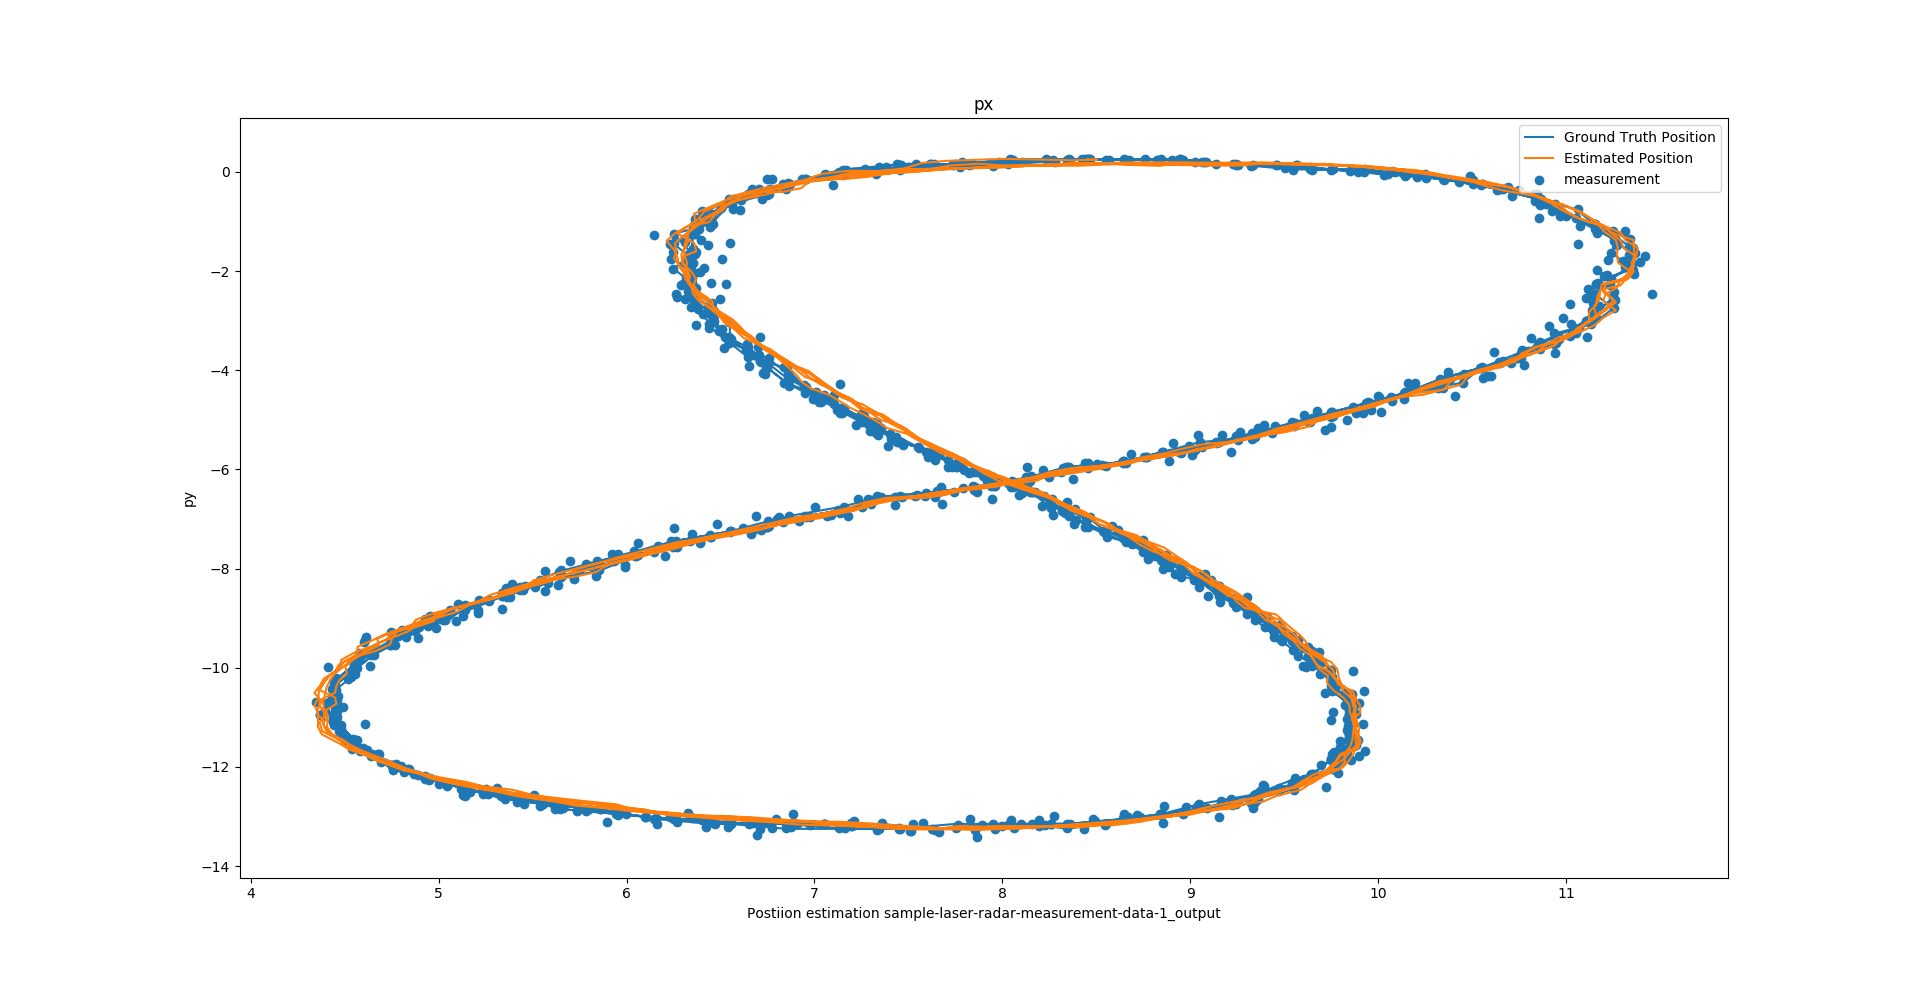 px
Ground Truth Position
Estimated Position
measurement
0
−2
−4
−6
−8
−10
−12
−14
py
4 5 6 7 8 9 10 11
Postiion estimation sample-laser-radar-measurement-data-1_output